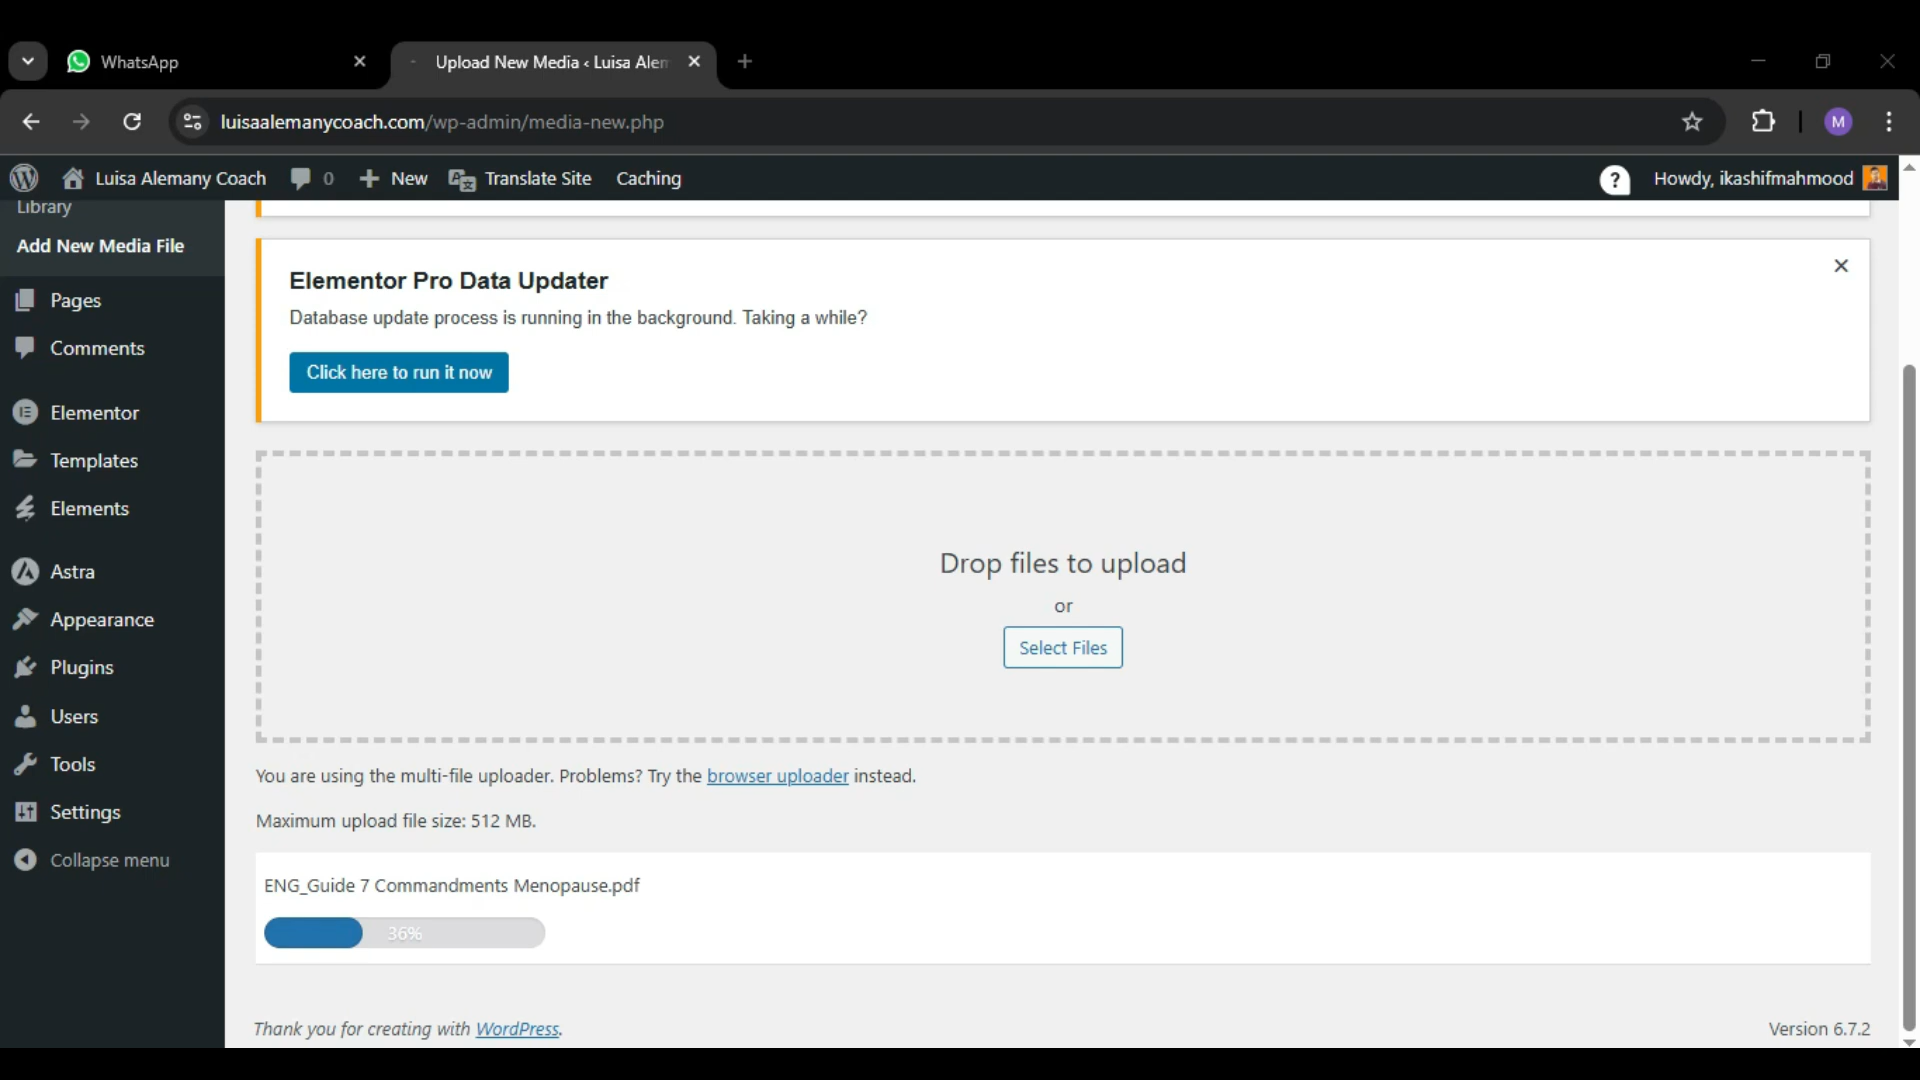 WhatsApp
Upload New Media ‹ Luisa Alem
luisaalemanycoach.com/wp-admin/media-new.php
M
Luisa Alemany Coach 0 New Translate Site Caching ? Howdy, ikashifmahmood
Library
Add New Media File
Pages
Comments
Elementor
Templates
Elements
Astra
Appearance
Plugins
Users
Tools
Settings
Collapse menu
Elementor Pro Data Updater
Database update process is running in the background. Taking a while?
Click here to run it now
Drop files to upload
or
Select Files
You are using the multi-file uploader. Problems? Try the browser uploader instead.
Maximum upload file size: 512 MB.
ENG_Guide 7 Commandments Menopause.pdf
36%
Thank you for creating with WordPress.
Version 6.7.2